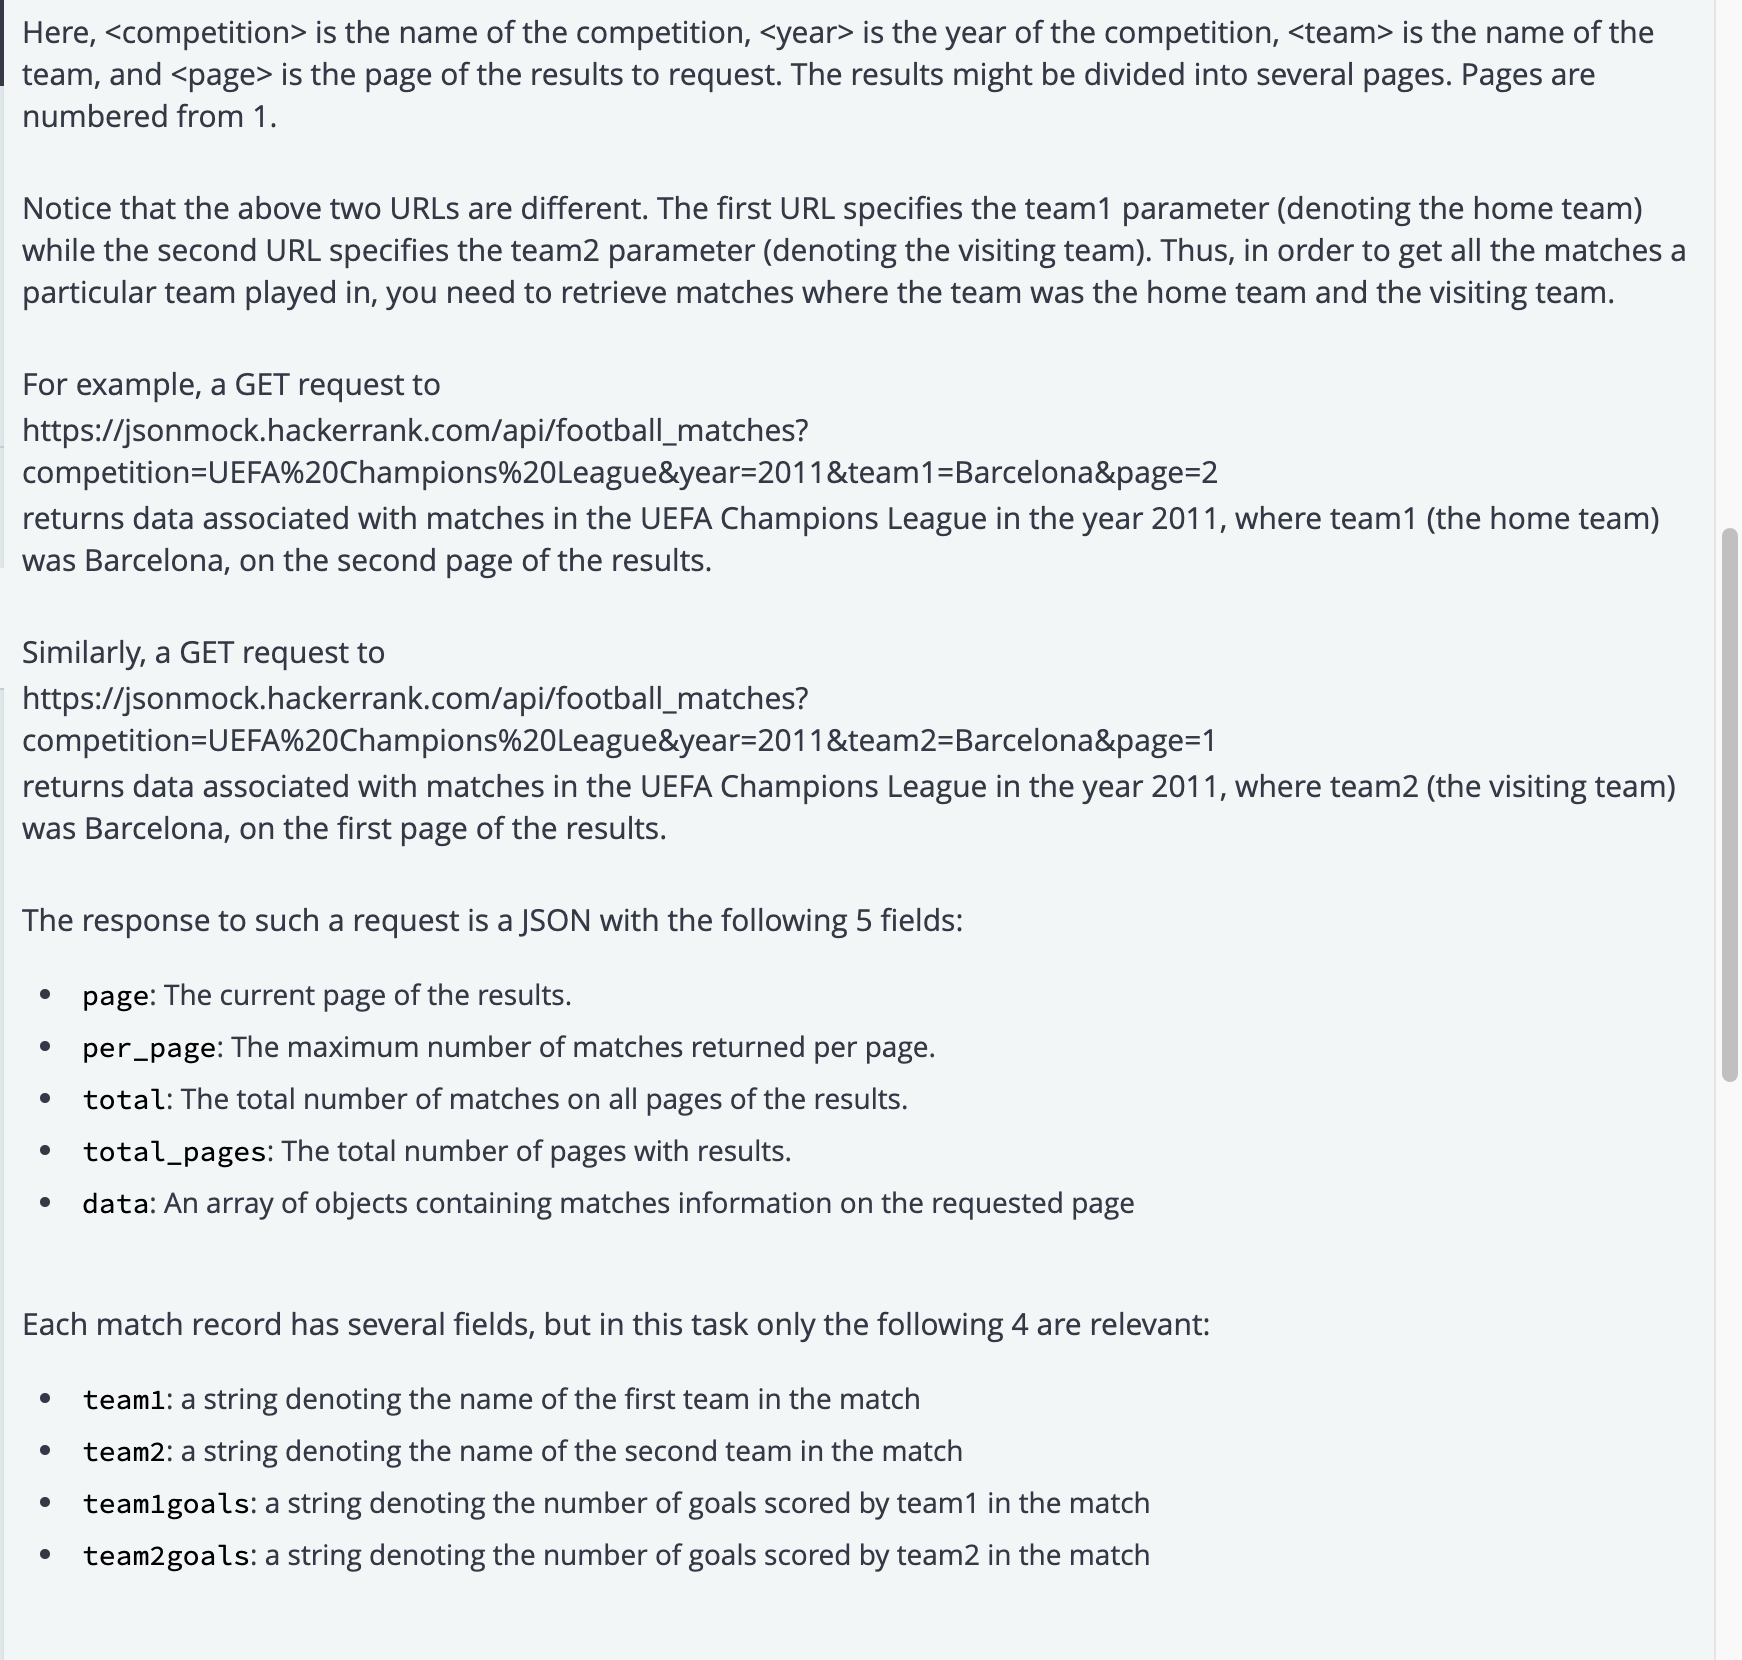 Here, <competition> is the name of the competition, <year> is the year of the competition, <team> is the name of the
team, and <page> is the page of the results to request. The results might be divided into several pages. Pages are
numbered from 1.
Notice that the above two URLs are different. The first URL specifies the team1 parameter (denoting the home team)
while the second URL specifies the team2 parameter (denoting the visiting team). Thus, in order to get all the matches a
particular team played in, you need to retrieve matches where the team was the home team and the visiting team.
For example, a GET request to
https://jsonmock.hackerrank.com/api/football_matches?
competition=UEFA%20Champions%20League&year=2011&team1=Barcelona&page=2
returns data associated with matches in the UEFA Champions League in the year 2011, where team1 (the home team)
was Barcelona, on the second page of the results.
Similarly, a GET request to
https://jsonmock.hackerrank.com/api/football_matches?
competition=UEFA%20Champions%20League&year=2011&team2=Barcelona&page=1
returns data associated with matches in the UEFA Champions League in the year 2011, where team2 (the visiting team)
was Barcelona, on the first page of the results.
The response to such a request is a JSON with the following 5 fields:
• page: The current page of the results.
• per_page: The maximum number of matches returned per page.
• total: The total number of matches on all pages of the results.
• total_pages: The total number of pages with results.
• data: An array of objects containing matches information on the requested page
Each match record has several fields, but in this task only the following 4 are relevant:
• team1: a string denoting the name of the first team in the match
• team2: a string denoting the name of the second team in the match
• team1goals: a string denoting the number of goals scored by team1 in the match
• team2goals: a string denoting the number of goals scored by team2 in the match